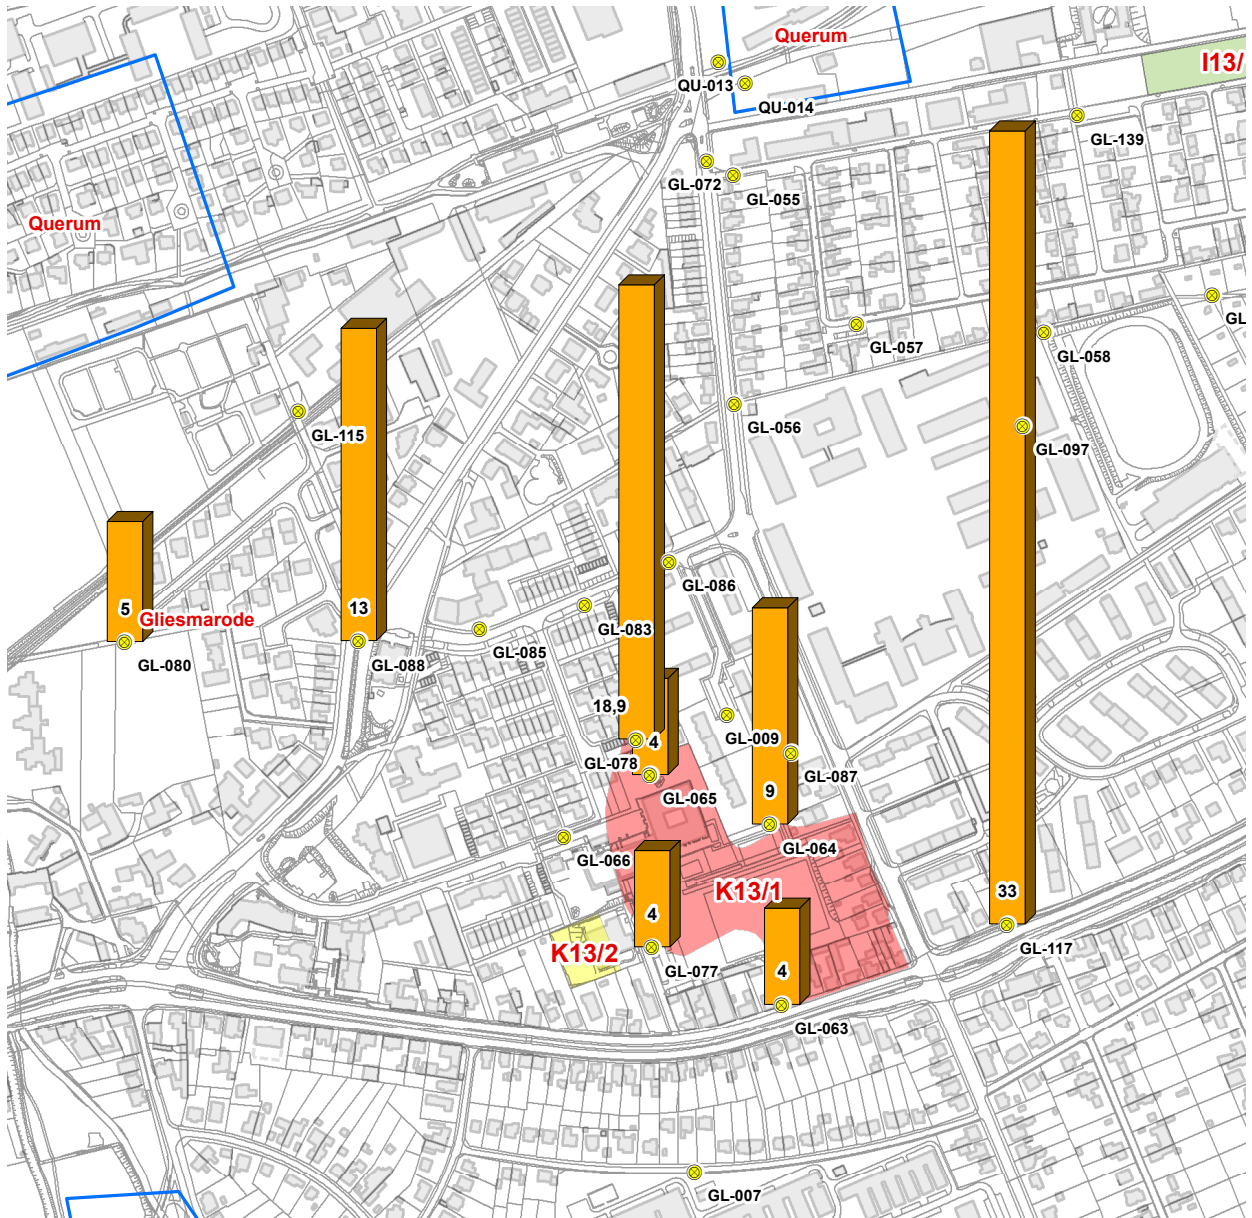 Querum
I13/
QU-013
QU-014
GL-139
GL-072
GL-055
Querum
GL-
GL-057
GL-058
GL-056
GL-115
GL-097
GL-086
5
13
Gliesmarode
GL-083
GL-085
GL-080
GL-088
18,9
4
GL-009
GL-078
GL-087
GL-065
9
GL-064
GL-066
K13/1
33
4
K13/2
GL-117
GL-077
4
GL-063
GL-007